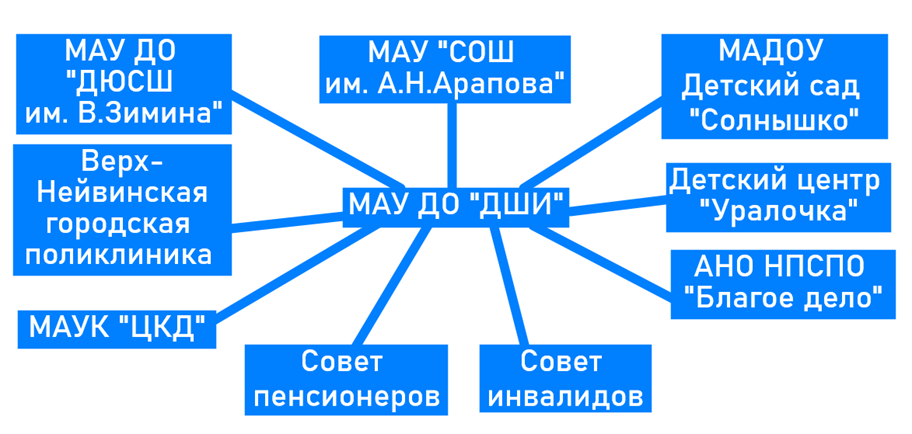 МАУ ДО
"ДЮСШ
им. В.Зимина"
МАУ "СОШ
им. А.Н.Арапова"
МАДОУ
Детский сад
"Солнышко"
Верх-
Нейвинская
городская
поликлиника
МАУ ДО "ДШИ"
Детский центр
"Уралочка"
АНО НПСПО
"Благое дело"
МАУК "ЦКД"
Совет
пенсионеров
Совет
инвалидов